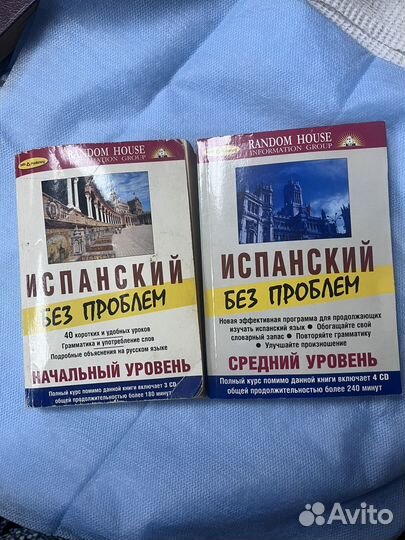 RANDOM HOUSE
INFORMATION GROUP
ИСПАНСКИЙ
БЕЗ ПРОБЛЕМ
40 коротких и удобных уроков
Грамматика и употребление слов
Подробные объяснения на русском языке
НАЧАЛЬНЫЙ УРОВЕНЬ
Полный курс помимо данной книги включает 3 CD
общей продолжительностью более 180 минут
RANDOM HOUSE
INFORMATION GROUP
ИСПАНСКИЙ
БЕЗ ПРОБЛЕМ
Новая эффективная программа для продолжающих
изучать испанский язык ● Обогащайте свой
словарный запас ● Повторяйте грамматику
● Улучшайте произношение
СРЕДНИЙ УРОВЕНЬ
Полный курс помимо данной книги включает 4 CD
общей продолжительностью более 240 минут
Avito